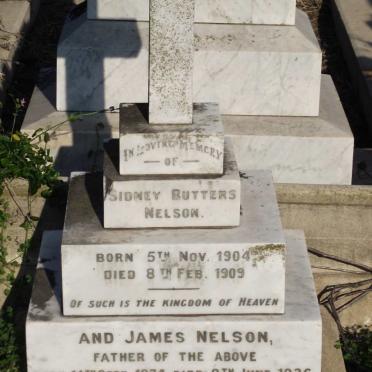 IN LOVING MEMORY
OF
SIDNEY BUTTERS
NELSON.
BORN 5TH NOV. 1904
DIED 8TH FEB. 1909
OF SUCH IS THE KINGDOM OF HEAVEN
AND JAMES NELSON,
FATHER OF THE ABOVE